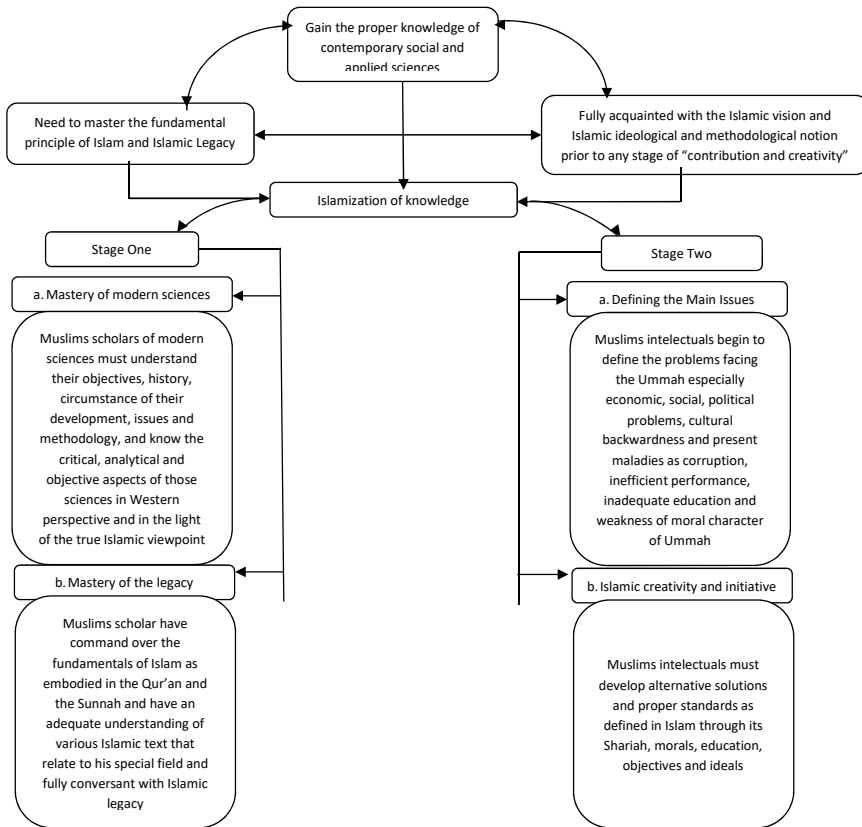 Gain the proper knowledge of
contemporary social and
applied sciences
Need to master the fundamental
principle of Islam and Islamic Legacy
Fully acquainted with the Islamic vision and
Islamic ideological and methodological notion
prior to any stage of “contribution and creativity”
Islamization of knowledge
Stage One
a. Mastery of modern sciences
Muslims scholars of modern
sciences must understand
their objectives, history,
circumstance of their
development, issues and
methodology, and know the
critical, analytical and
objective aspects of those
sciences in Western
perspective and in the light
of the true Islamic viewpoint
b. Mastery of the legacy
Muslims scholar have
command over the
fundamentals of Islam as
embodied in the Qur’an and
the Sunnah and have an
adequate understanding of
various Islamic text that
relate to his special field and
fully conversant with Islamic
legacy
Stage Two
a. Defining the Main Issues
Muslims intelectuals begin to
define the problems facing
the Ummah especially
economic, social, political
problems, cultural
backwardness and present
maladies as corruption,
inefficient performance,
inadequate education and
weakness of moral character
of Ummah
b. Islamic creativity and initiative
Muslims intelectuals must
develop alternative solutions
and proper standards as
defined in Islam through its
Shariah, morals, education,
objectives and ideals